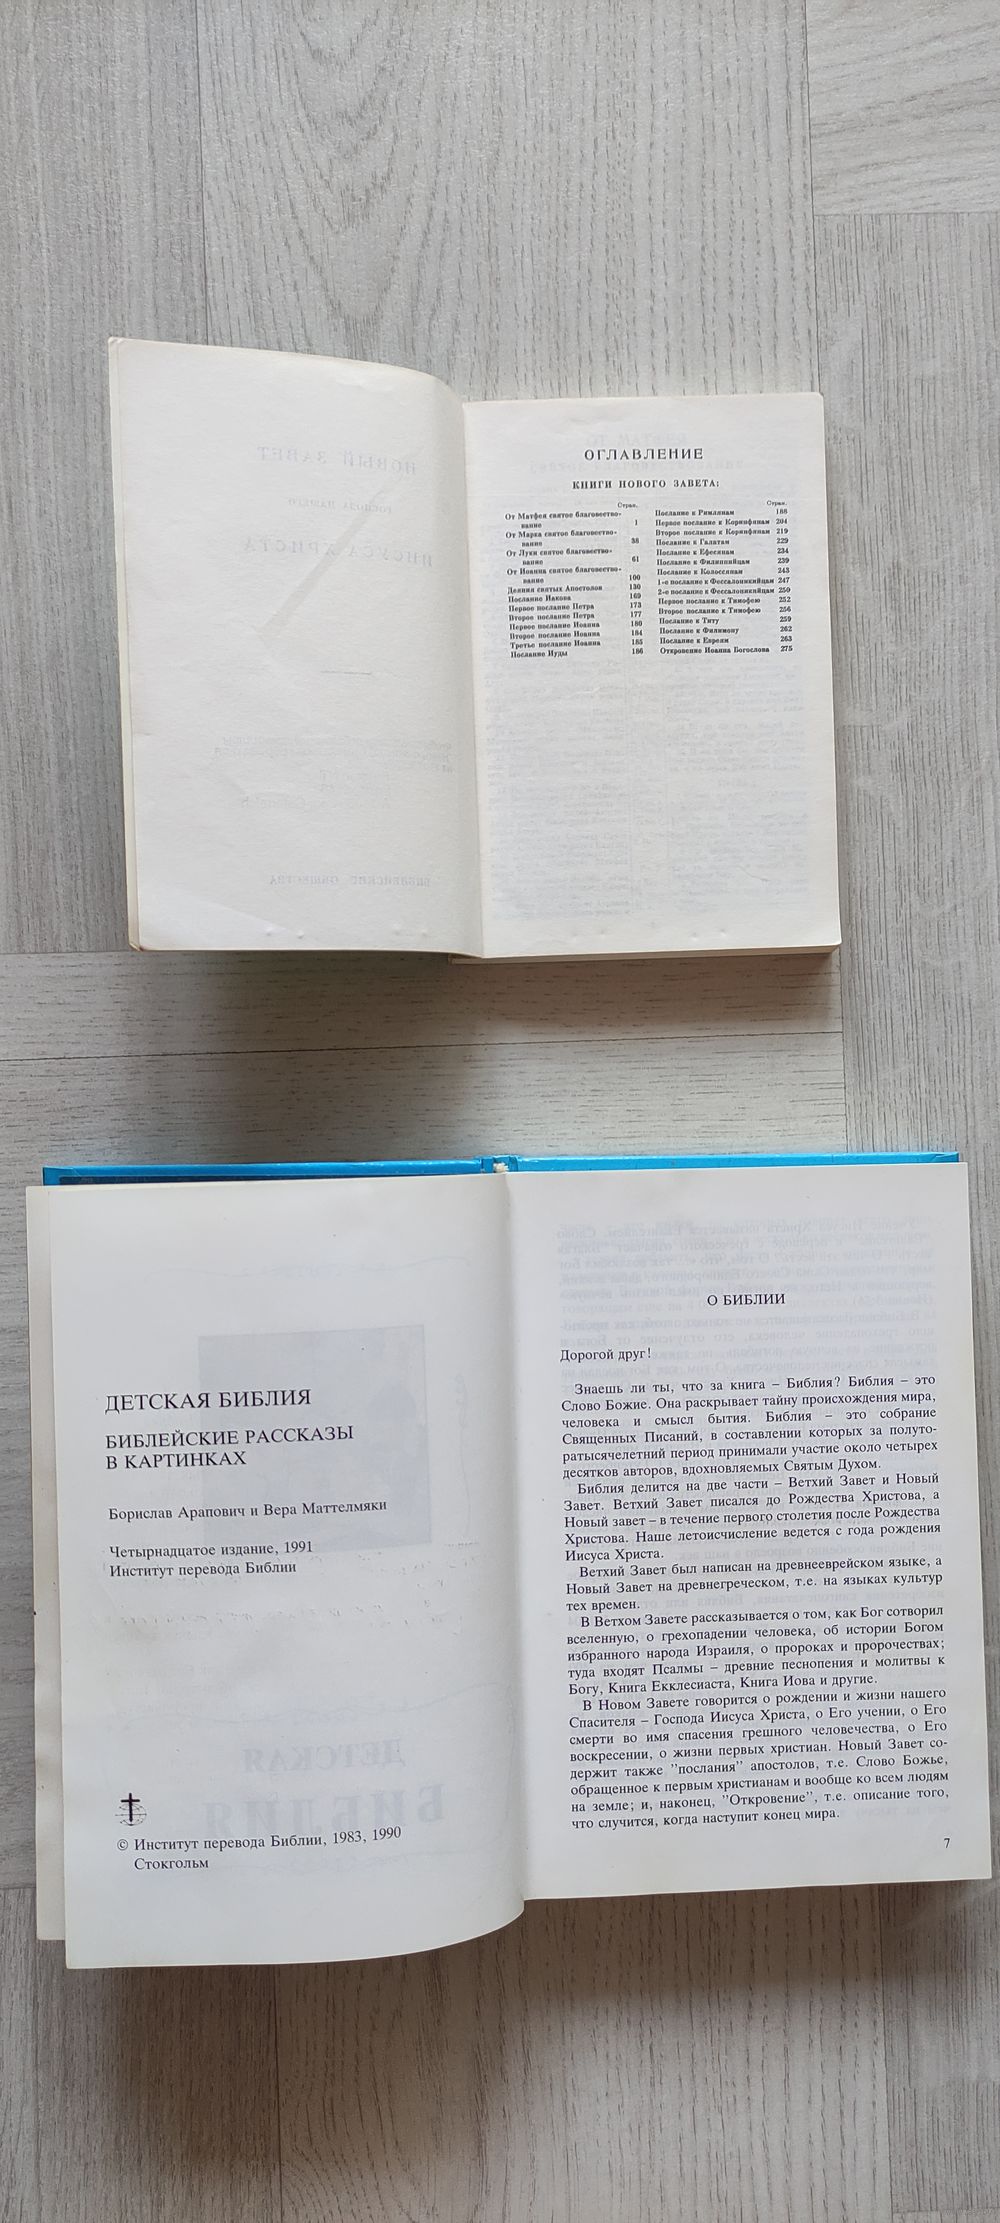 ОГЛАВЛЕНИЕ
КНИГИ НОВОГО ЗАВЕТА:
Стран.
От Матфея святое благовество-
вание 1
От Марка святое благовество-
вание 38
От Луки святое благовество-
вание 61
От Иоанна святое благовество-
вание 100
Деяния святых Апостолов 130
Послание Иакова 169
Первое послание Петра 173
Второе послание Петра 177
Первое послание Иоанна 180
Второе послание Иоанна 184
Третье послание Иоанна 185
Послание Иуды 186
Стран.
Послание к Римлянам 188
Первое послание к Коринфянам 204
Второе послание к Коринфянам 219
Послание к Галатам 229
Послание к Ефесянам 234
Послание к Филиппийцам 239
Послание к Колоссянам 243
1-е послание к Фессалоникийцам 247
2-ое послание к Фессалоникийцам 250
Первое послание к Тимофею 252
Второе послание к Тимофею 256
Послание к Титу 259
Послание к Филимону 262
Послание к Евреям 263
Откровение Иоанна Богослова 275
ДЕТСКАЯ БИБЛИЯ
БИБЛЕЙСКИЕ РАССКАЗЫ
В КАРТИНКАХ
Борислав Арапович и Вера Маттелмяки
Четырнадцатое издание, 1991
Институт перевода Библии
© Институт перевода Библии, 1983, 1990
Стокгольм
О БИБЛИИ
Дорогой друг!
Знаешь ли ты, что за книга – Библия? Библия – это
Слово Божие. Она раскрывает тайну происхождения мира,
человека и смысл бытия. Библия – это собрание
Священных Писаний, в составлении которых за полуто-
ратысячелетний период принимали участие около четырех
десятков авторов, вдохновляемых Святым Духом.
Библия делится на две части – Ветхий Завет и Новый
Завет. Ветхий Завет писался до Рождества Христова, а
Новый завет – в течение первого столетия после Рождества
Христова. Наше летоисчисление ведется с года рождения
Иисуса Христа.
Ветхий Завет был написан на древнееврейском языке, а
Новый Завет на древнегреческом, т.е. на языках культур
тех времен.
В Ветхом Завете рассказывается о том, как Бог сотворил
вселенную, о грехопадении человека, об истории Богом
избранного народа Израиля, о пророках и пророчествах;
туда входят Псалмы – древние песнопения и молитвы к
Богу, Книга Екклесиаста, Книга Иова и другие.
В Новом Завете говорится о рождении и жизни нашего
Спасителя – Господа Иисуса Христа, о Его учении, о Его
смерти во имя спасения грешного человечества, о Его
воскресении, о жизни первых христиан. Новый Завет со-
держит также "послания" апостолов, т.е. Слово Божье,
обращенное к первым христианам и вообще ко всем людям
на земле; и, наконец, "Откровение", т.е. описание того,
что случится, когда наступит конец мира.
7